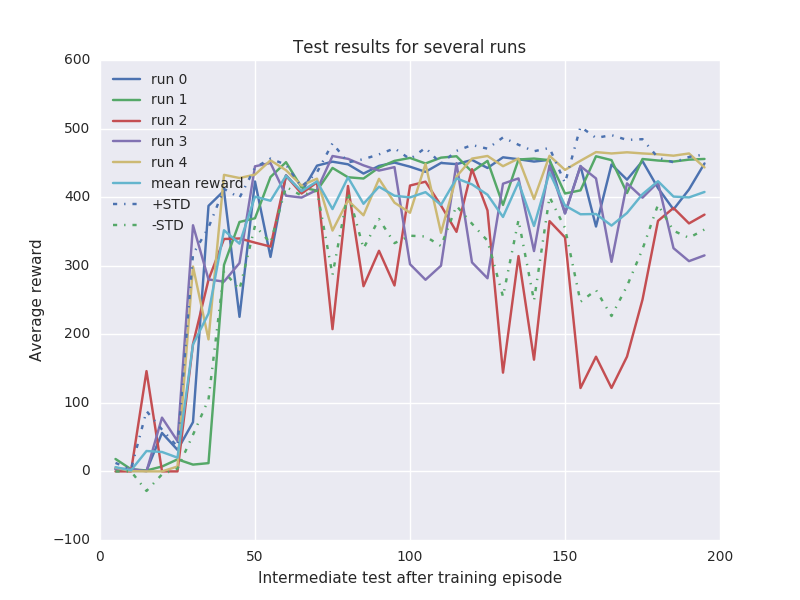 Test results for several runs
600
500
400
300
200
100
0
−100
Average reward
run 0
run 1
run 2
run 3
run 4
mean reward
+STD
-STD
0 50 100 150 200
Intermediate test after training episode